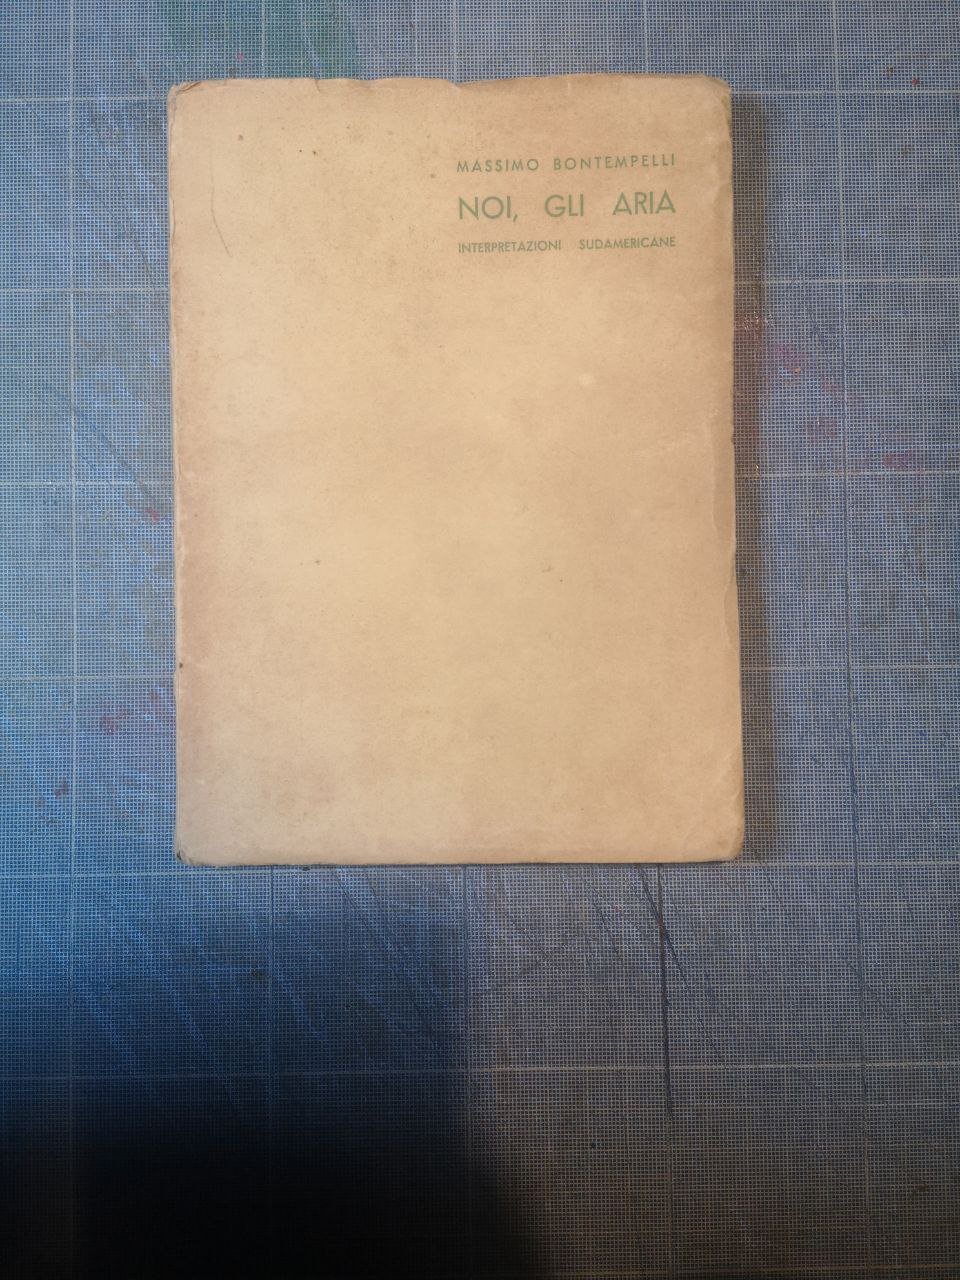 MASSIMO BONTEMPELLI
NOI, GLI ARIA
INTERPRETAZIONI SUDAMERICANE